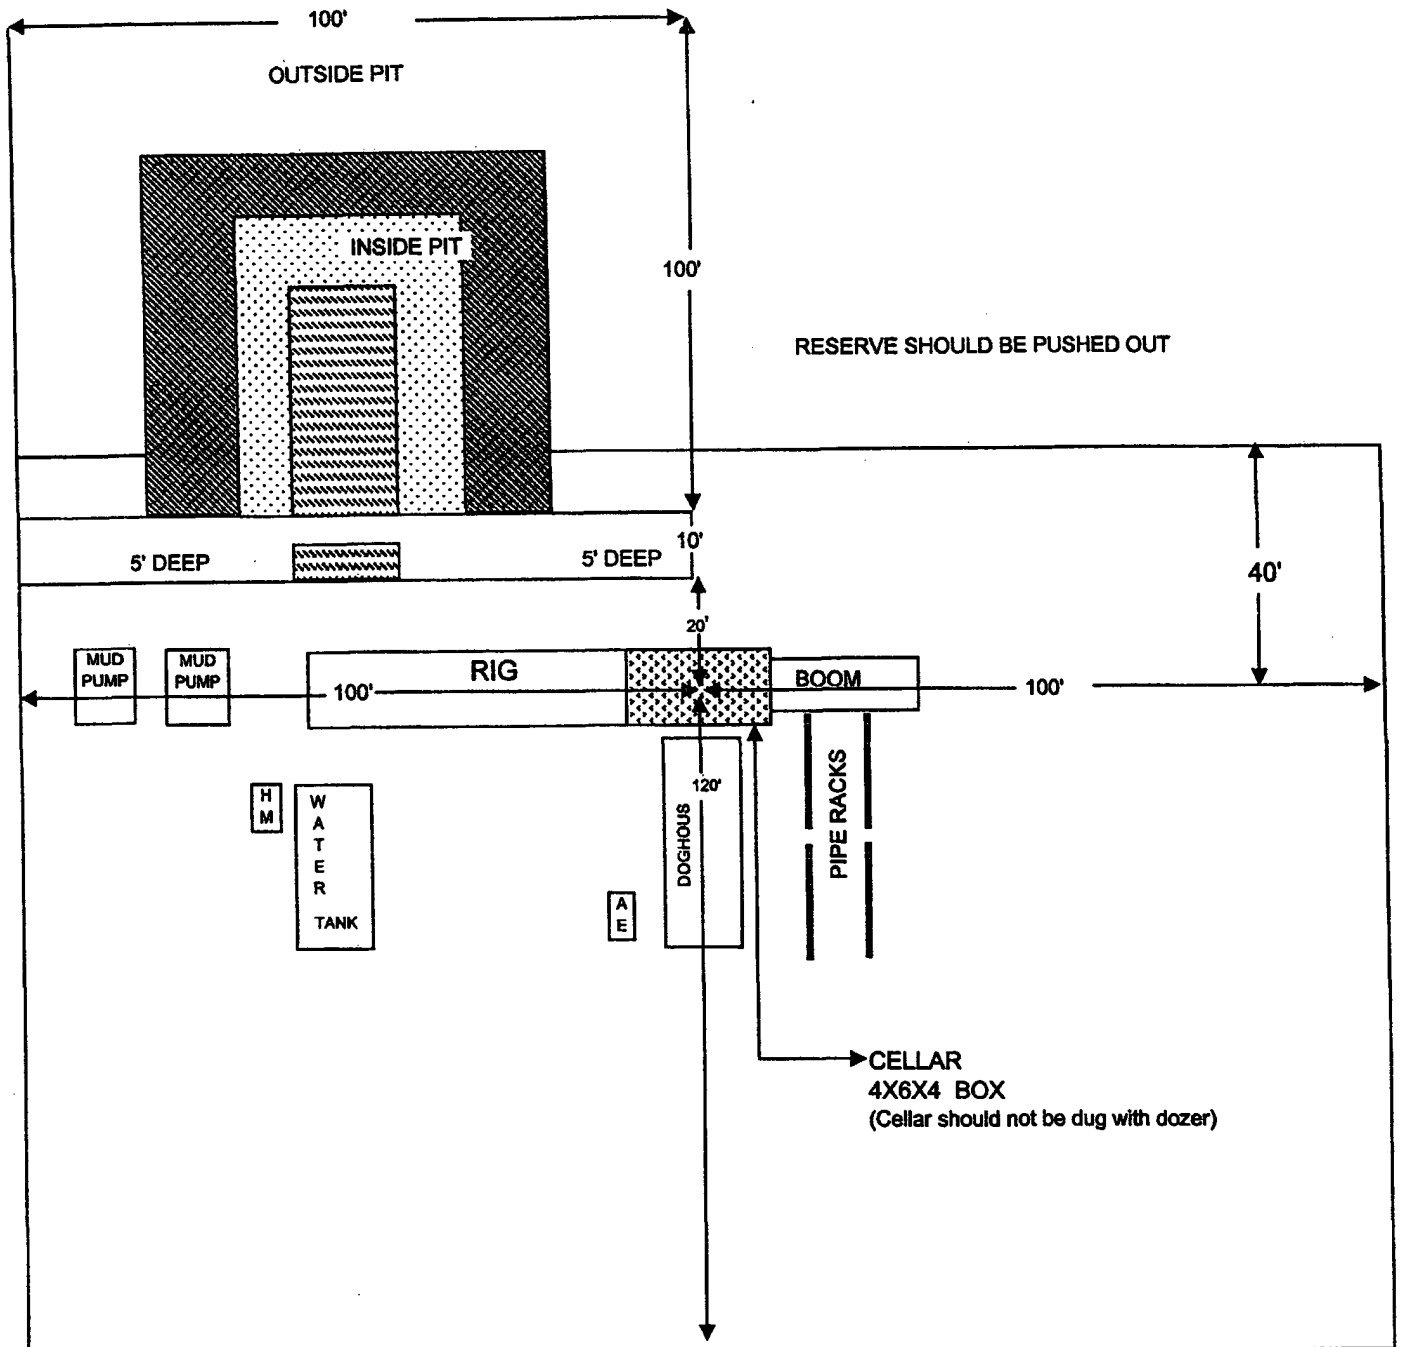 100'
OUTSIDE PIT
INSIDE PIT
100'
RESERVE SHOULD BE PUSHED OUT
10'
5' DEEP
5' DEEP
40'
20'
MUD
PUMP
MUD
PUMP
RIG
BOOM
100'
100'
H
M
W
A
T
E
R
TANK
120'
DOGHOUS
PIPE RACKS
A
E
CELLAR
4X6X4 BOX
(Cellar should not be dug with dozer)